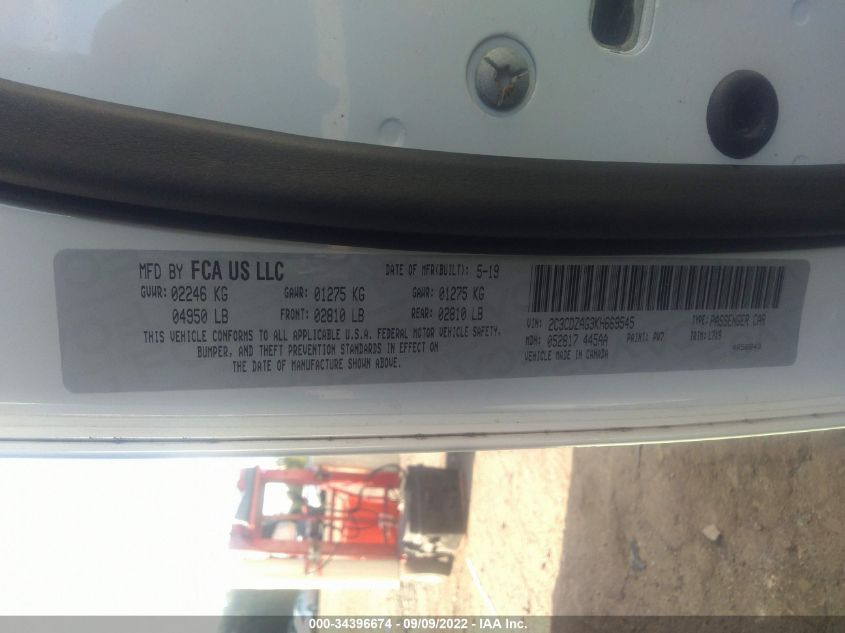 MFD BY FCA US LLC DATE OF MFR(BUILT): 5-19
GVWR: 02246 KG GAWR: 01275 KG GAWR: 01275 KG
04950 LB FRONT: 02810 LB REAR: 02810 LB
THIS VEHICLE CONFORMS TO ALL APPLICABLE U.S.A. FEDERAL MOTOR VEHICLE SAFETY,
BUMPER, AND THEFT PREVENTION STANDARDS IN EFFECT ON
THE DATE OF MANUFACTURE SHOWN ABOVE.
VIN: 2C3CDZAG3KH669545 TYPE: PASSENGER CAR
MDH: 052817 445AA PAINT: PW7 TRIM: L7X9
VEHICLE MADE IN CANADA
000-34396674 - 09/09/2022 - IAA Inc.